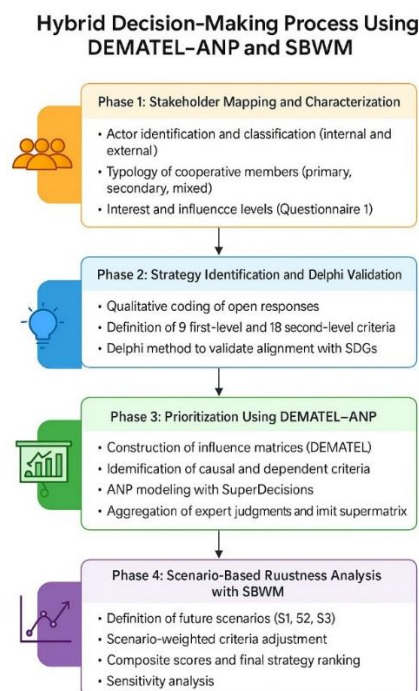 Hybrid Decision-Making Process Using
DEMATEL-ANP and SBWM
Phase 1: Stakeholder Mapping and Characterization
• Actor identification and classification (internal and
external)
• Typology of cooperative members (primary,
secondary, mixed)
• Interest and influencce levels (Questionnaire 1)
Phase 2: Strategy Identification and Delphi Validation
• Qualitative coding of open responses
• Definition of 9 first-level and 18 second-level criteria
• Delphi method to validate alignment with SDGs
Phase 3: Prioritization Using DEMATEL-ANP
• Construction of influence matrices (DEMATEL)
• Idemification of causal and dependent criteria
• ANP modeling with SuperDecisions
• Aggregation of expert judgments and imit supermatrix
Phase 4: Scenario-Based Ruustness Analysis
with SBWM
• Definition of future scenarios (S1, 52, S3)
• Scenario-weighted criteria adjustment
• Composite scores and final strategy ranking
• Sensitivity analysis